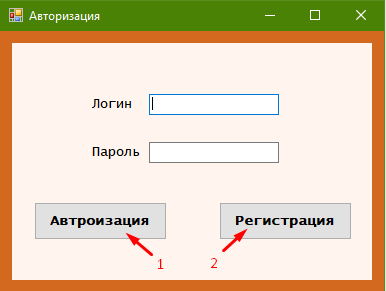 Авторизация
Логин
Пароль
Автроизация Регистрация
1 2